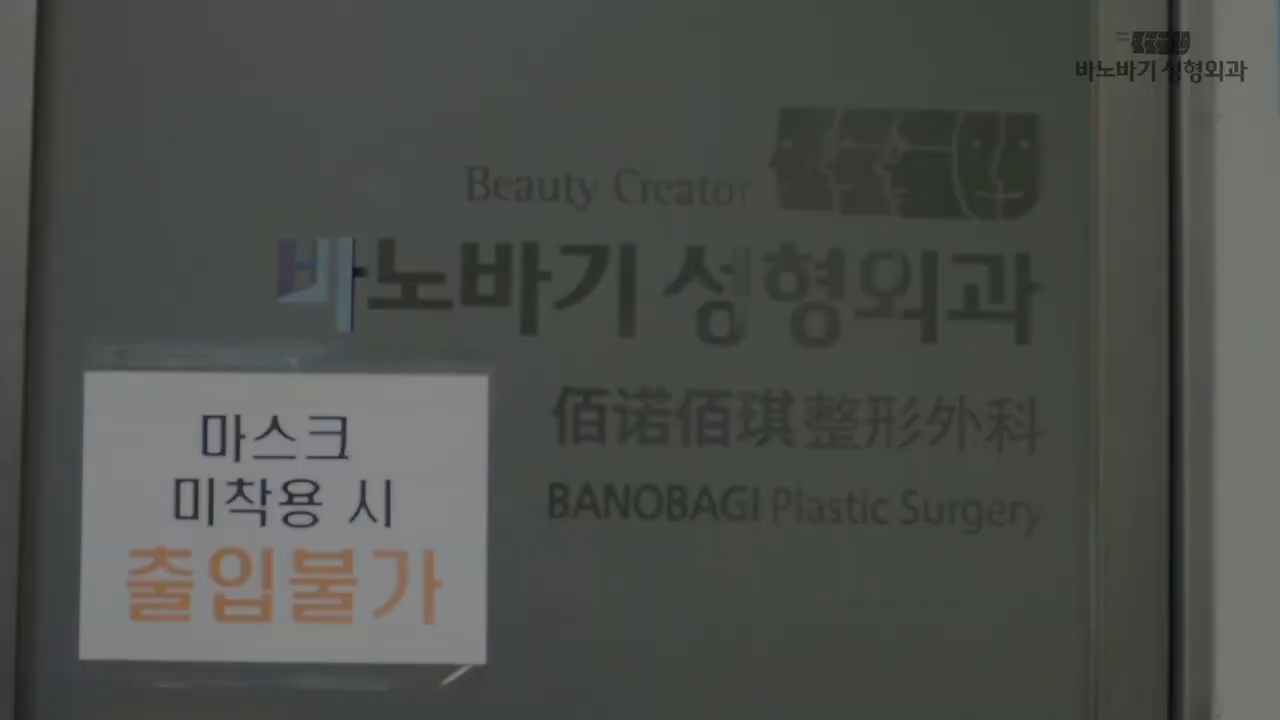 바노바기 성형외과
Beauty Creator
바노바기 성형외과
佰诺佰琪整形外科
BANOBAGI Plastic Surgery
마스크
미착용 시
출입불가